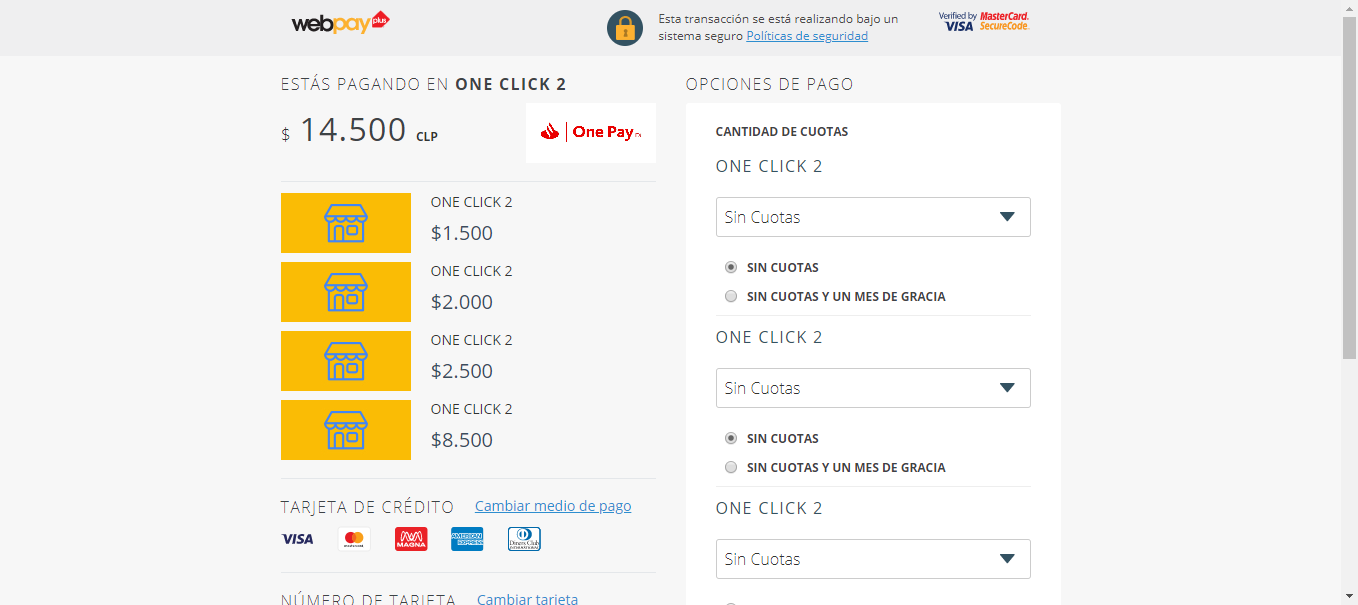 webpay plus
Esta transacción se está realizando bajo un
sistema seguro Políticas de seguridad
Verified by VISA
MasterCard. SecureCode.
ESTÁS PAGANDO EN ONE CLICK 2
$ 14.500 CLP
One Pay
ONE CLICK 2
$1.500
ONE CLICK 2
$2.000
ONE CLICK 2
$2.500
ONE CLICK 2
$8.500
TARJETA DE CRÉDITO Cambiar medio de pago
VISA
mastercard
MAGNA
AMERICAN EXPRESS
Diners Club
INTERNATIONAL
NÚMERO DE TARJETA Cambiar tarjeta
OPCIONES DE PAGO
CANTIDAD DE CUOTAS
ONE CLICK 2
Sin Cuotas
SIN CUOTAS
SIN CUOTAS Y UN MES DE GRACIA
ONE CLICK 2
Sin Cuotas
SIN CUOTAS
SIN CUOTAS Y UN MES DE GRACIA
ONE CLICK 2
Sin Cuotas